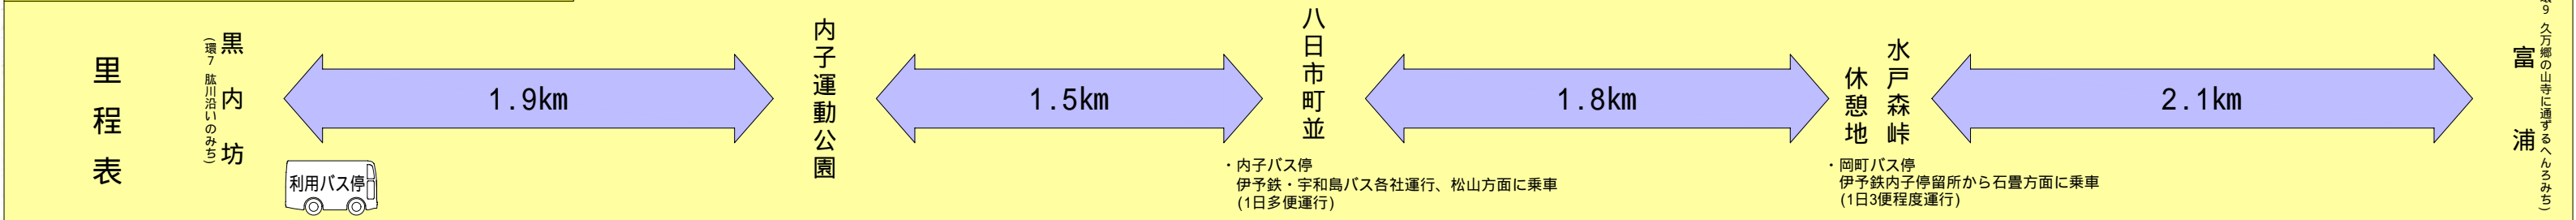 里程表
黒内坊
(環7 肱川沿いのみち)
1.9km
内子運動公園
1.5km
八日市町並
1.8km
水戸森峠
休憩地
2.1km
環9 久万郷の山寺に通ずるへんろみち)
富浦
利用バス停
・内子バス停
伊予鉄・宇和島バス各社運行、松山方面に乗車
(1日多便運行)
・岡町バス停
伊予鉄内子停留所から石畳方面に乗車
(1日3便程度運行)